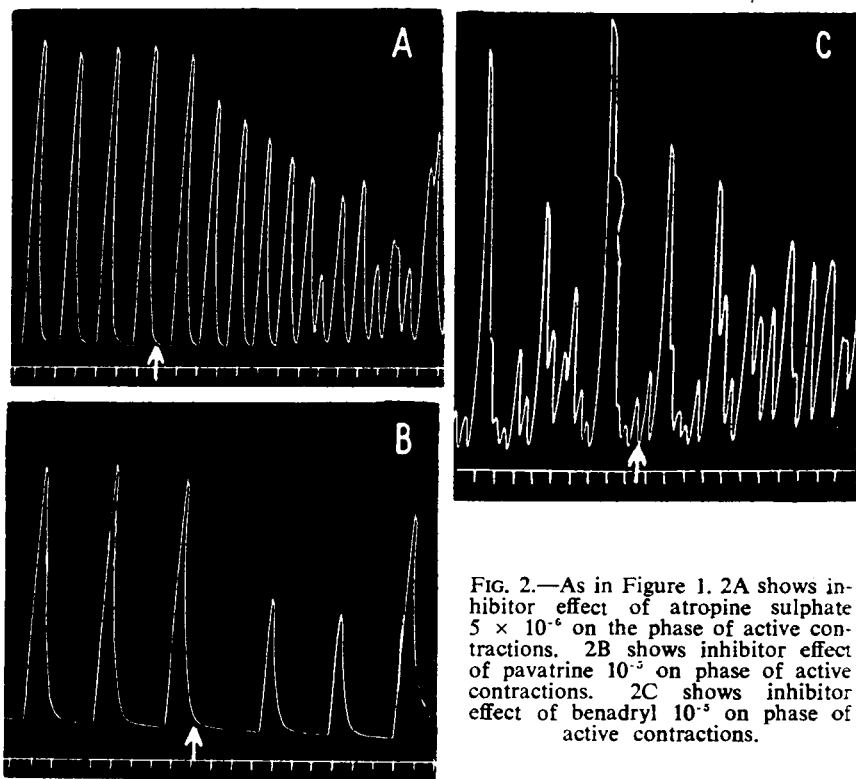 A
C
B
FIG. 2.—As in Figure 1. 2A shows in-
hibitor effect of atropine sulphate
5 × 10⁻⁶ on the phase of active con-
tractions. 2B shows inhibitor effect
of pavatrine 10⁻⁵ on phase of active
contractions. 2C shows inhibitor
effect of benadryl 10⁻⁵ on phase of
active contractions.